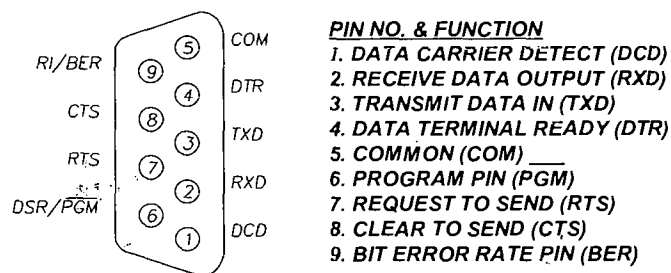 5
COM
RI/BER
9
4
DTR
CTS
8
3
TXD
RTS
7
2
RXD
DSR/PGM
6
1
DCD
PIN NO. & FUNCTION
1. DATA CARRIER DETECT (DCD)
2. RECEIVE DATA OUTPUT (RXD)
3. TRANSMIT DATA IN (TXD)
4. DATA TERMINAL READY (DTR)
5. COMMON (COM) ___
6. PROGRAM PIN (PGM)
7. REQUEST TO SEND (RTS)
8. CLEAR TO SEND (CTS)
9. BIT ERROR RATE PIN (BER)